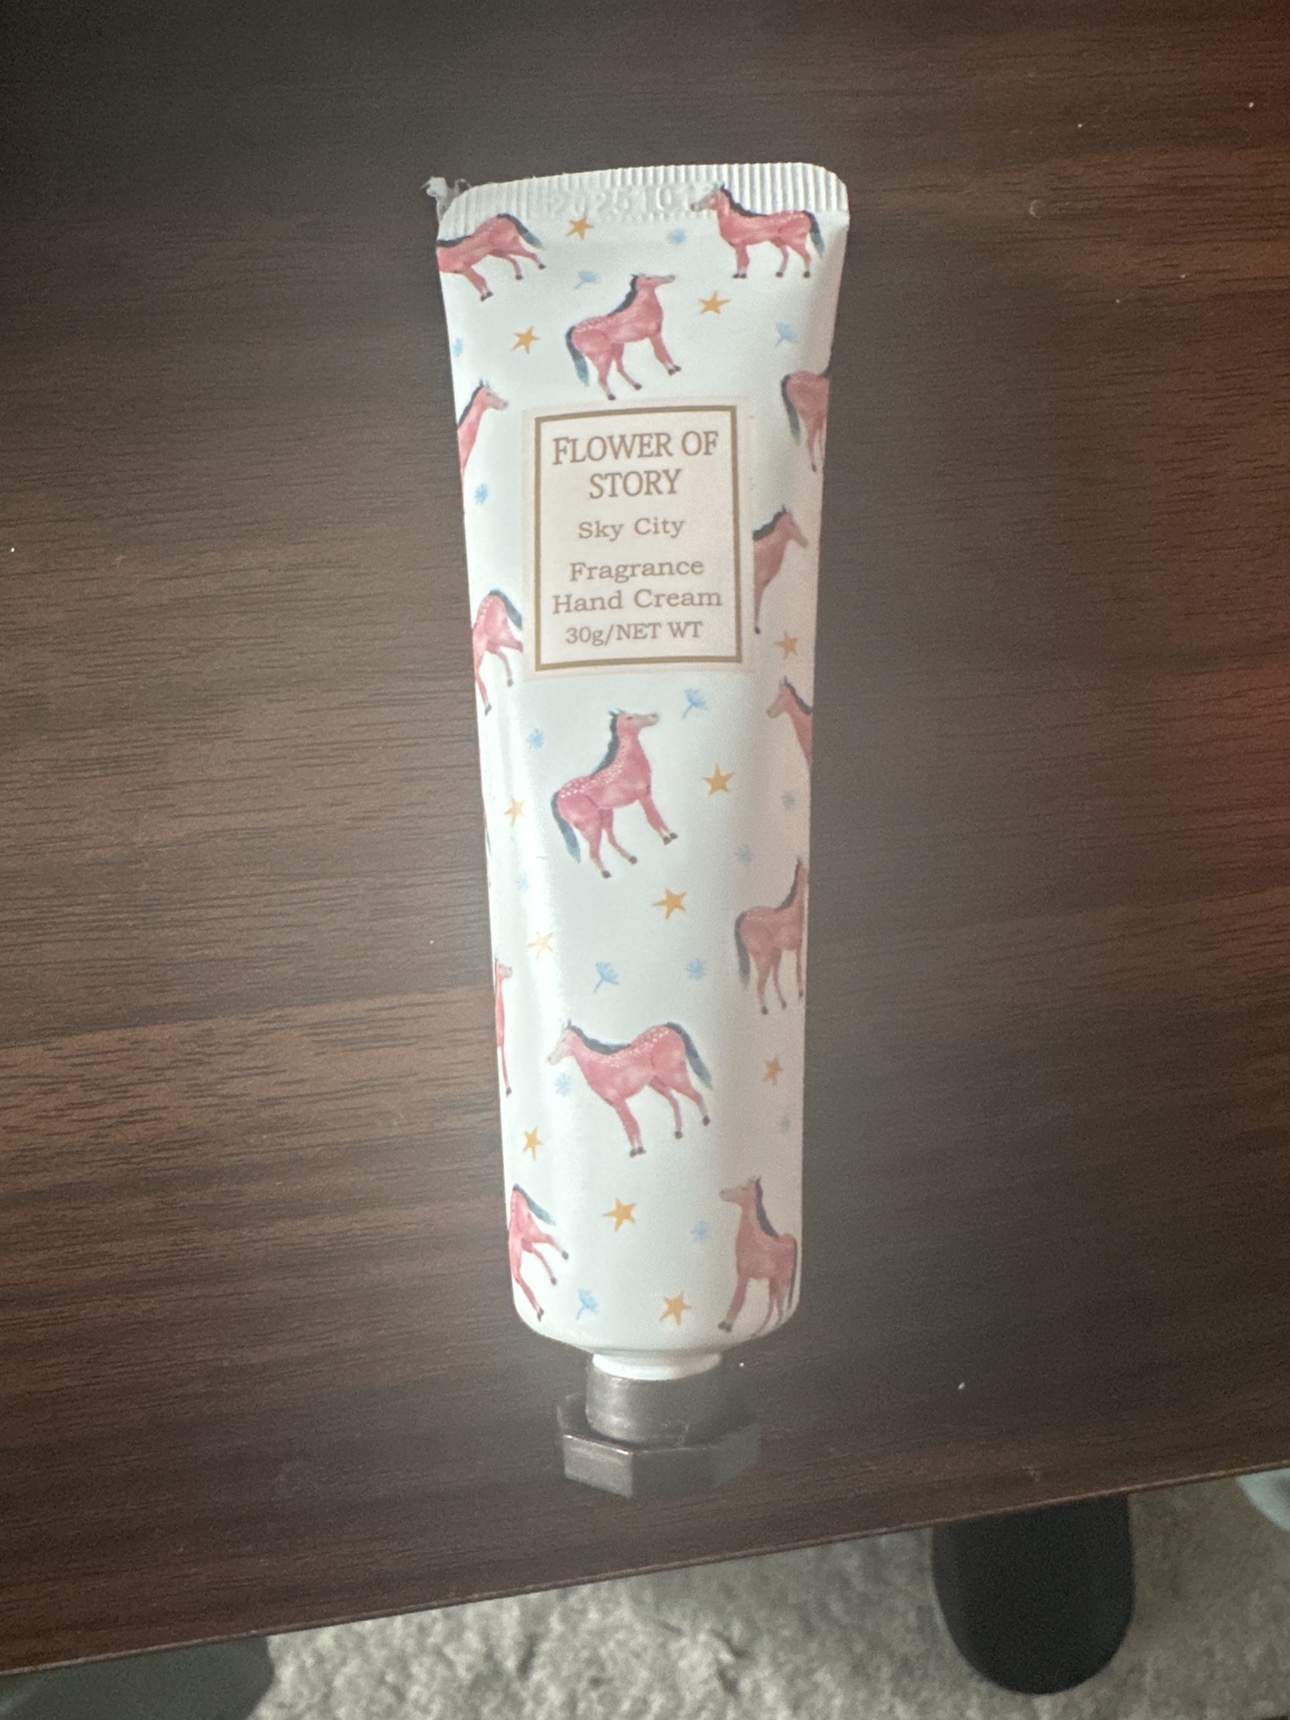 FLOWER OF
STORY
Sky City
Fragrance
Hand Cream
30g/NET WT